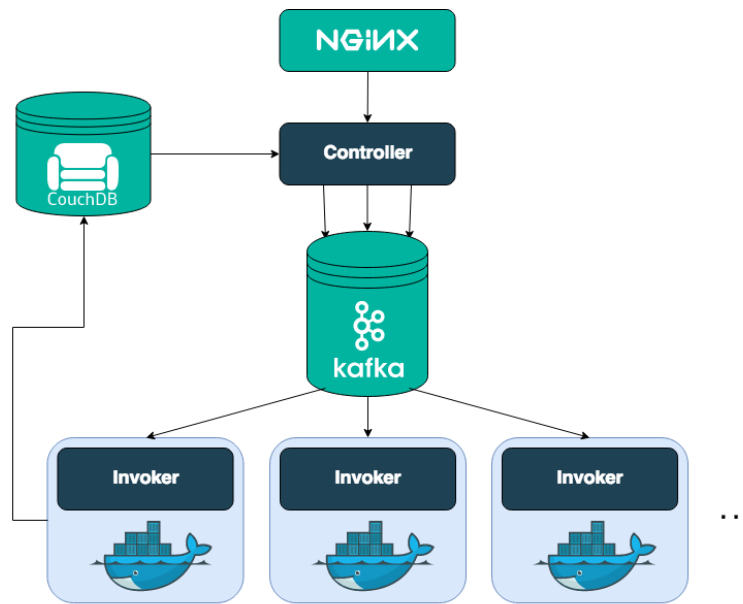 NGINX
Controller
CouchDB
kafka
Invoker
Invoker
Invoker
..